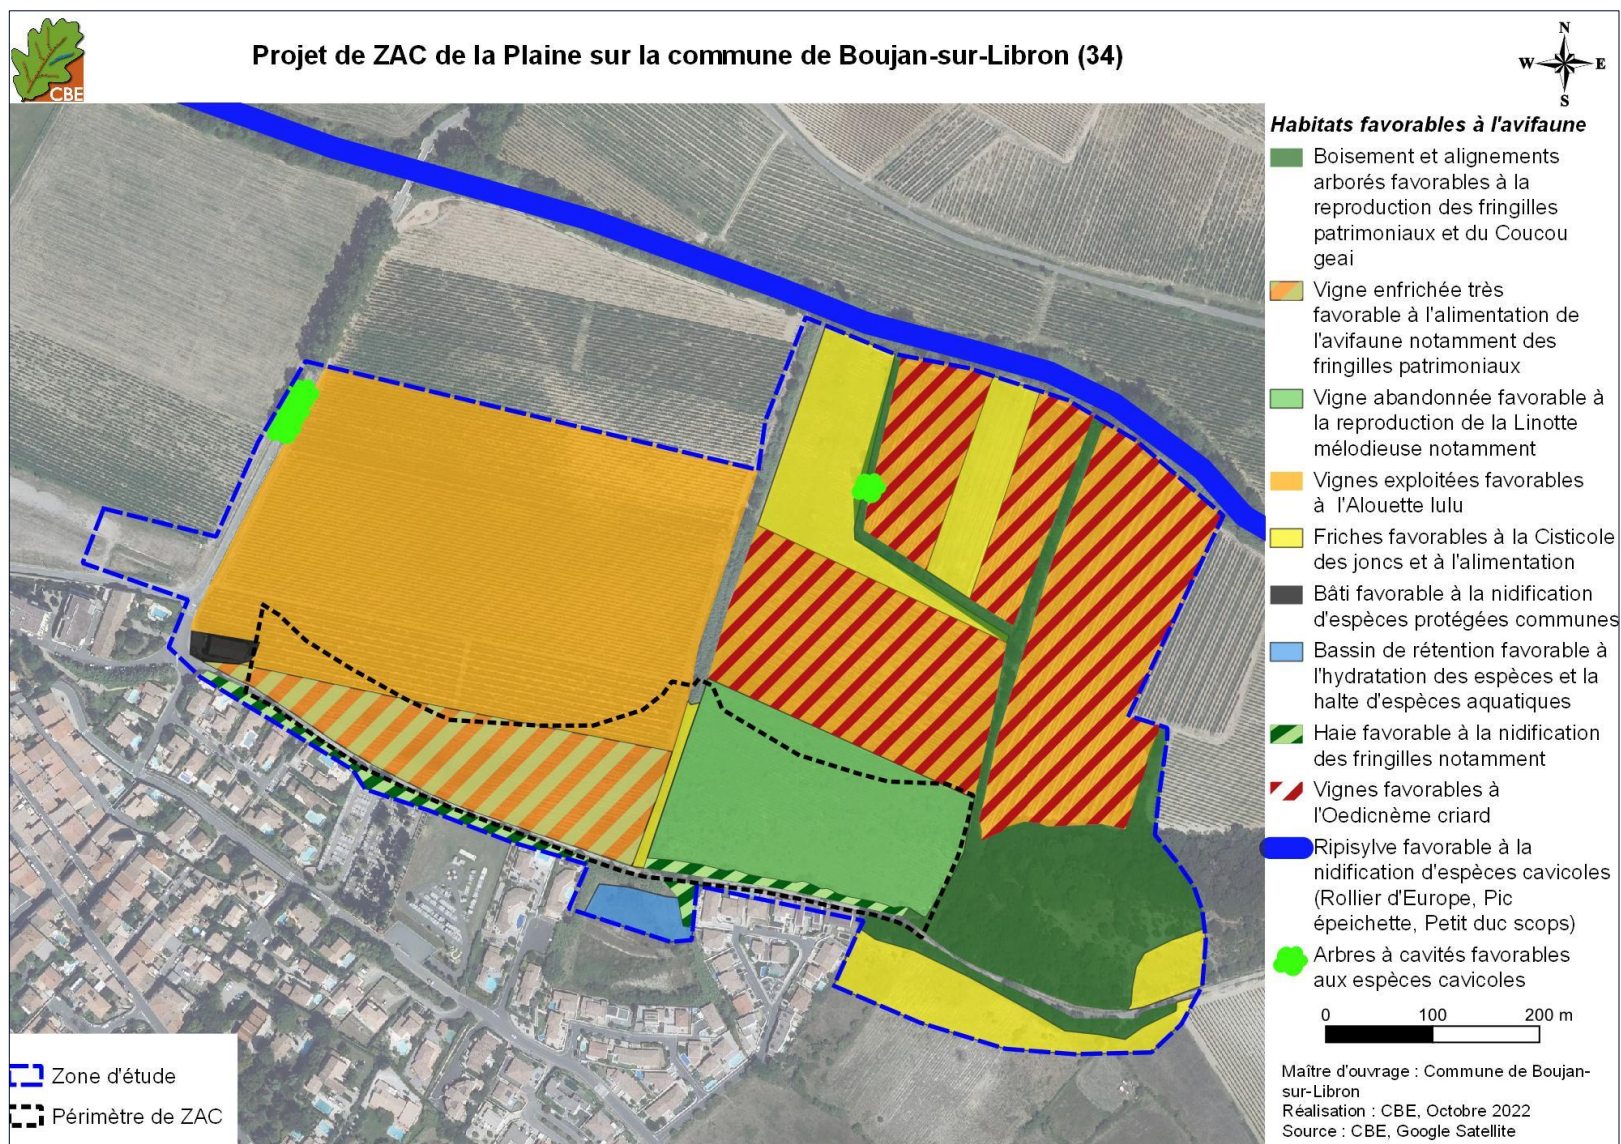 CBE
Projet de ZAC de la Plaine sur la commune de Boujan-sur-Libron (34)
N
W E
S
Habitats favorables à l'avifaune
Boisement et alignements
arborés favorables à la
reproduction des fringilles
patrimoniaux et du Coucou
geai
Vigne enfrichée très
favorable à l'alimentation de
l'avifaune notamment des
fringilles patrimoniaux
Vigne abandonnée favorable à
la reproduction de la Linotte
mélodieuse notamment
Vignes exploitées favorables
à l'Alouette lulu
Friches favorables à la Cisticole
des joncs et à l'alimentation
Bâti favorable à la nidification
d'espèces protégées communes
Bassin de rétention favorable à
l'hydratation des espèces et la
halte d'espèces aquatiques
Haie favorable à la nidification
des fringilles notamment
Vignes favorables à
l'Oedicnème criard
Ripisylve favorable à la
nidification d'espèces cavicoles
(Rollier d'Europe, Pic
épeichette, Petit duc scops)
Arbres à cavités favorables
aux espèces cavicoles
0 100 200 m
Maître d'ouvrage : Commune de Boujan-
sur-Libron
Réalisation : CBE, Octobre 2022
Source : CBE, Google Satellite
Zone d'étude
Périmètre de ZAC